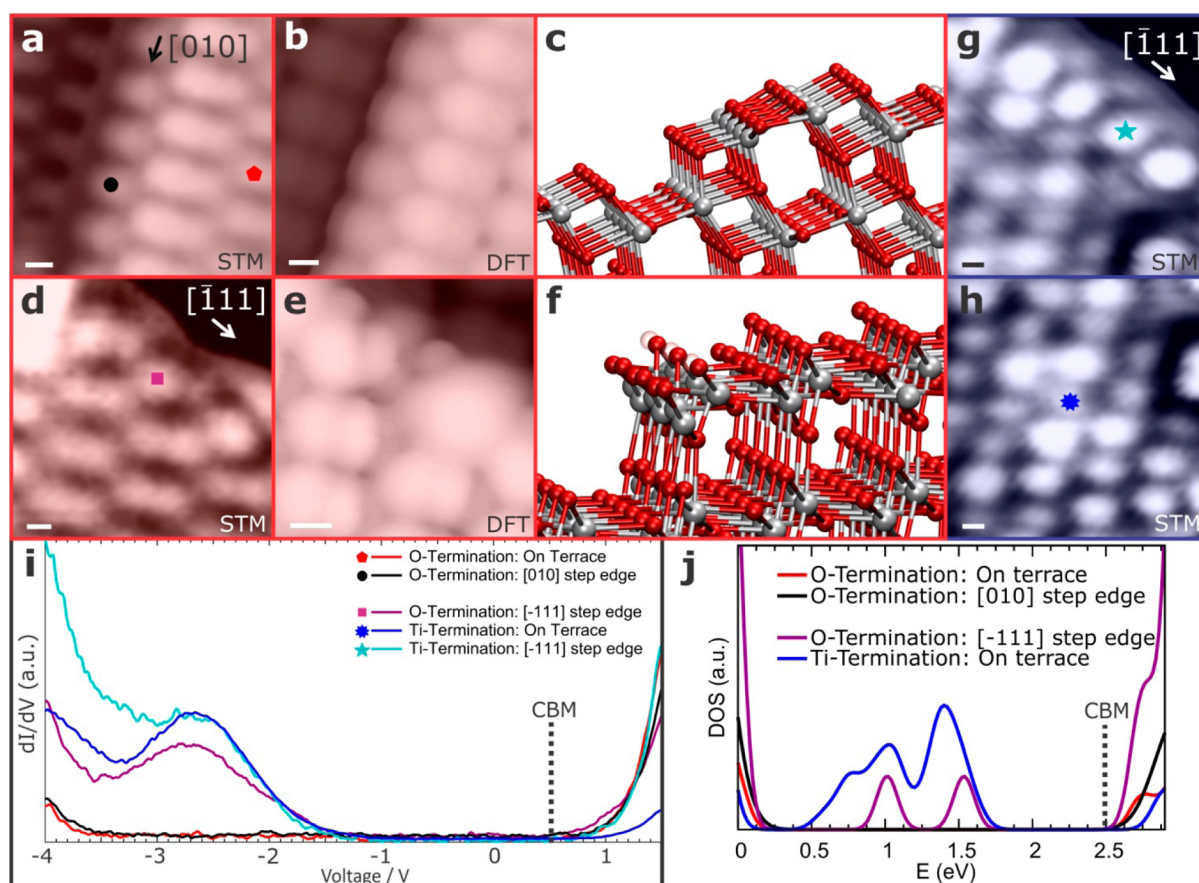 a
[010]
STM
b
DFT
c
g
[1̄11]
STM
d
[1̄11]
STM
e
DFT
f
h
STM
i
O-Termination: On Terrace
O-Termination: [010] step edge
O-Termination: [-111] step edge
Ti-Termination: On Terrace
Ti-Termination: [-111] step edge
CBM
dI/dV (a.u.)
-4 -3 -2 -1 0 1
Voltage / V
j
O-Termination: On terrace
O-Termination: [010] step edge
O-Termination: [-111] step edge
Ti-Termination: On terrace
CBM
DOS (a.u.)
0 0.5 1 1.5 2 2.5
E (eV)